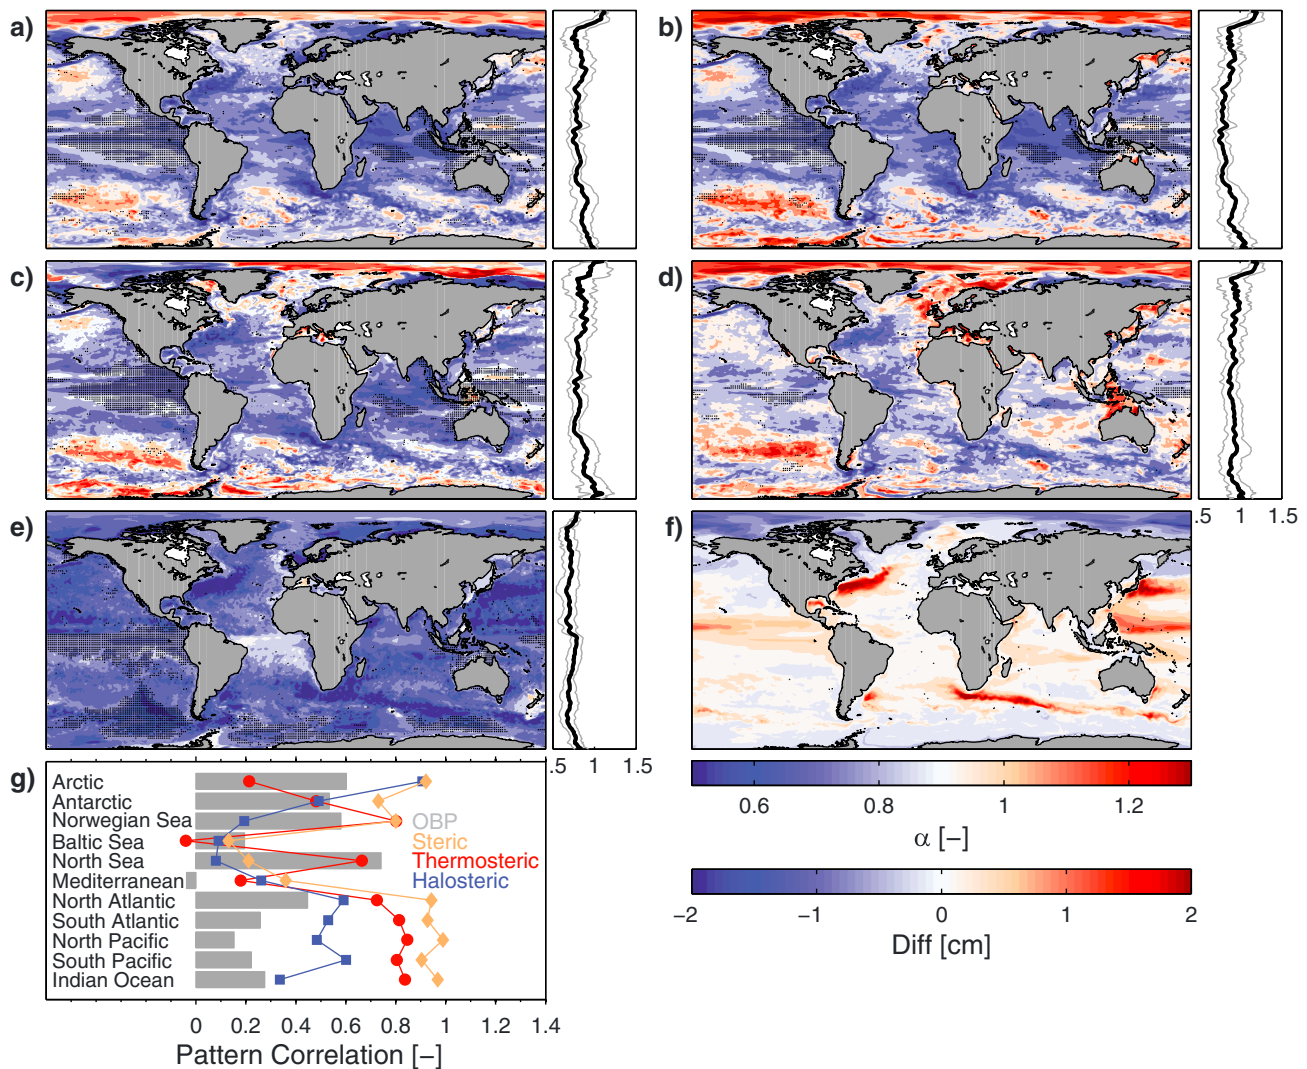 a)
b)
c)
d)
.5 1 1.5
e)
f)
.5 1 1.5
0.6 0.8 1 1.2
α [−]
−2 −1 0 1 2
Diff [cm]
g)
Arctic
Antarctic
Norwegian Sea OBP
Baltic Sea Steric
North Sea Thermosteric
Mediterranean Halosteric
North Atlantic
South Atlantic
North Pacific
South Pacific
Indian Ocean
0 0.2 0.4 0.6 0.8 1 1.2 1.4
Pattern Correlation [−]